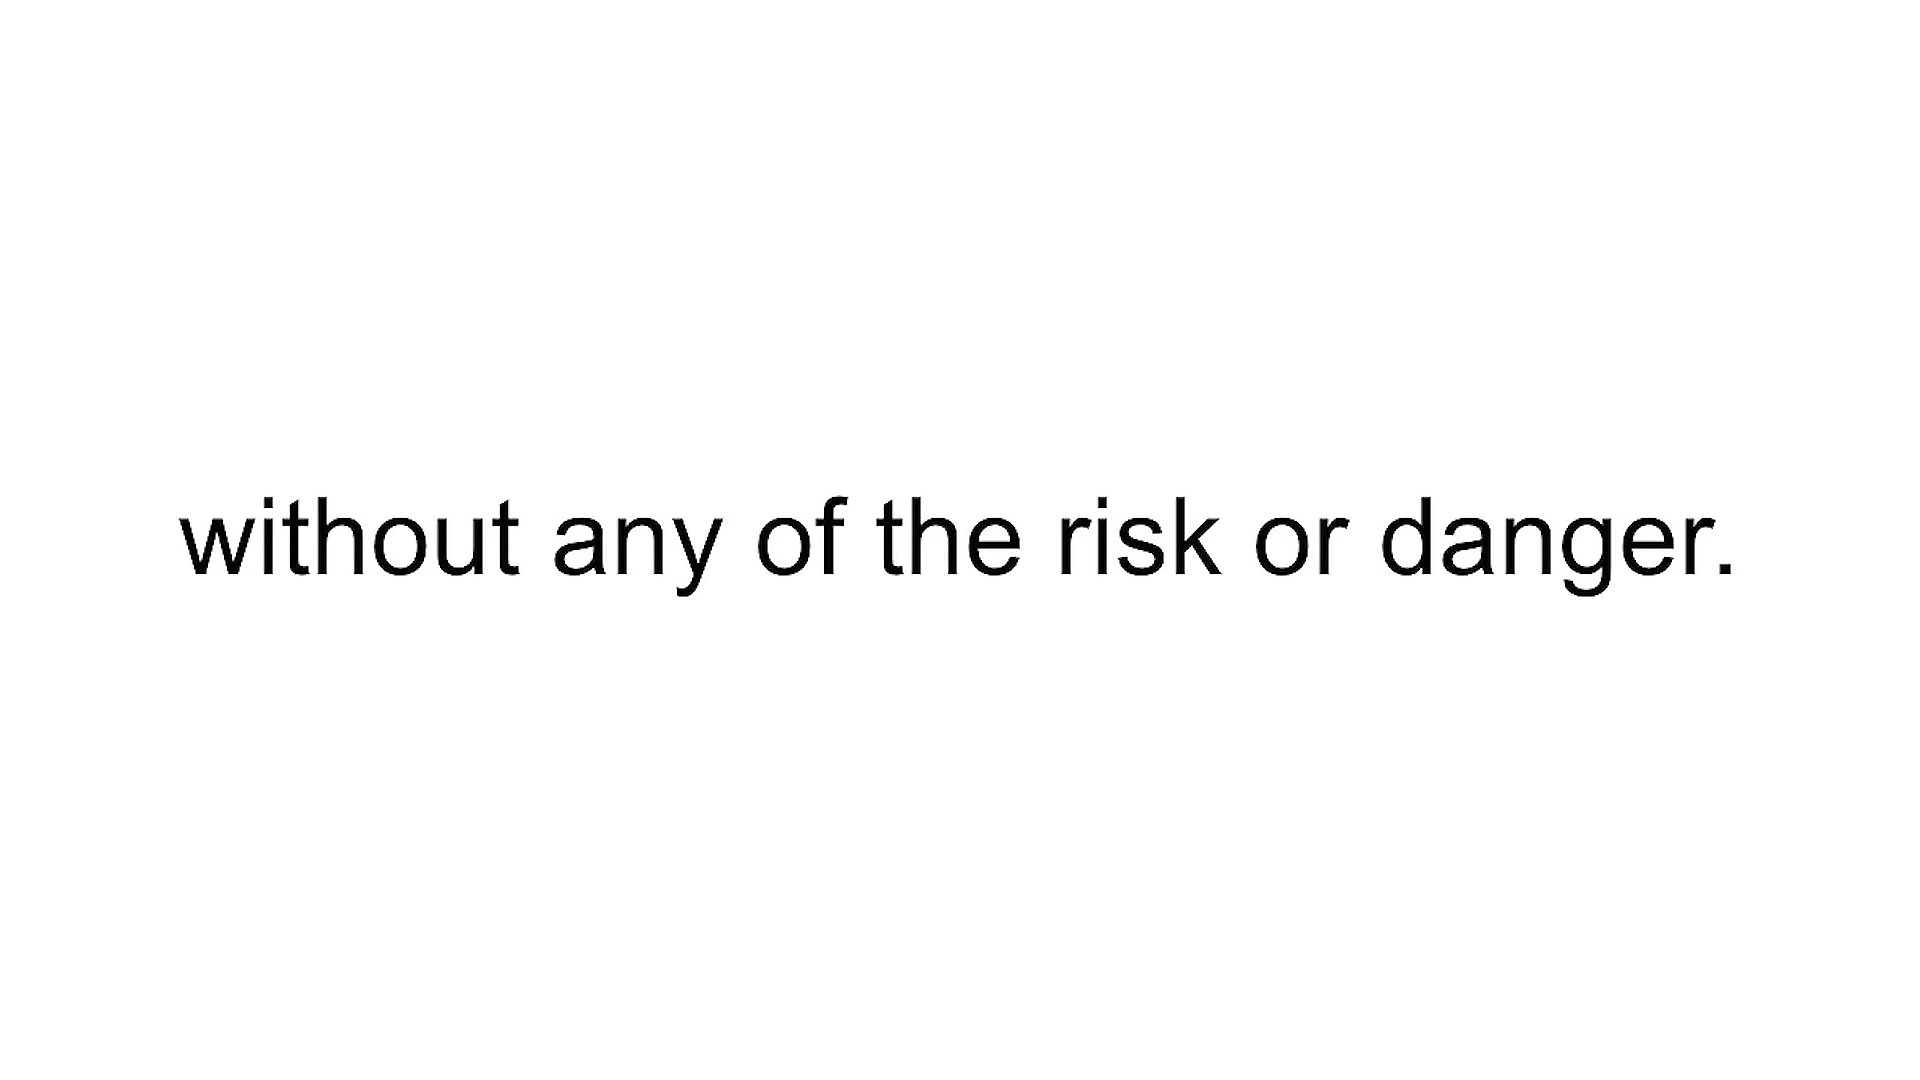 without any of the risk or danger.